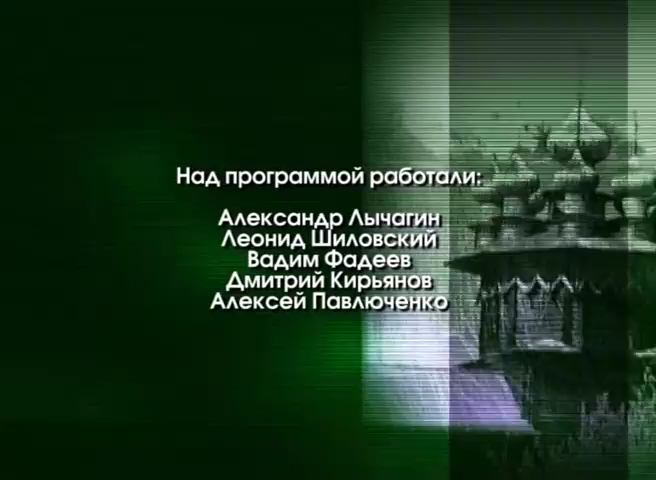 Над программой работали:
Александр Лычагин
Леонид Шиловский
Вадим Фадеев
Дмитрий Кирьянов
Алексей Павлюченко